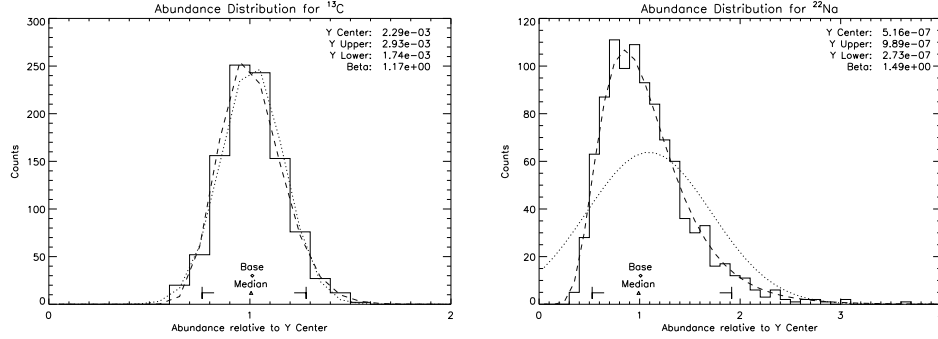 Abundance Distribution for ¹³C
Y Center: 2.29e-03
Y Upper: 2.93e-03
Y Lower: 1.74e-03
Beta: 1.17e+00
300
250
200
150
100
50
0
Counts
Base
Median
0 1 2
Abundance relative to Y Center
Abundance Distribution for ²²Na
Y Center: 5.16e-07
Y Upper: 9.89e-07
Y Lower: 2.73e-07
Beta: 1.49e+00
120
100
80
60
40
20
0
Counts
Base
Median
0 1 2 3
Abundance relative to Y Center